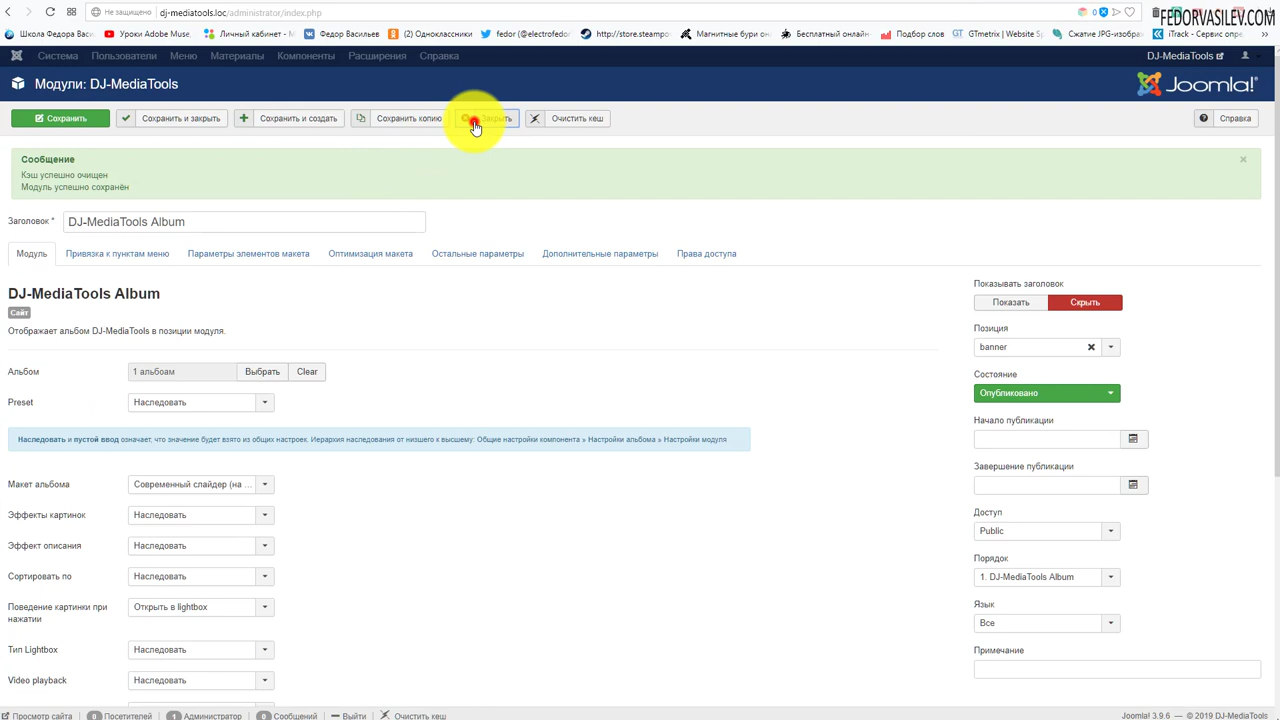 Не защищено dj-mediatools.loc/administrator/index.php
FEDORVASILEV.COM
Школа Федора Васи... Уроки Adobe Muse, Личный кабинет - М... Федор Васильев (2) Одноклассники fedor (@electrofedor) http://store.steampo... Магнитные бури он... Бесплатный онлайн... Подбор слов GTmetrix | Website S... Сжатие JPG-изобра... iTrack - Сервис опре...
Система Пользователи Меню Материалы Компоненты Расширения Справка DJ-MediaTools
Модули: DJ-MediaTools
Joomla!
Сохранить Сохранить и закрыть Сохранить и создать Сохранить копию Закрыть Очистить кеш Справка
Сообщение
Кэш успешно очищен
Модуль успешно сохранён
Заголовок * DJ-MediaTools Album
Модуль Привязка к пунктам меню Параметры элементов макета Оптимизация макета Остальные параметры Дополнительные параметры Права доступа
DJ-MediaTools Album
Сайт
Отображает альбом DJ-MediaTools в позиции модуля.
Альбом 1 альбоам Выбрать Clear
Preset Наследовать
Наследовать и пустой ввод означает, что значение будет взято из общих настроек. Иерархия наследования от низшего к высшему: Общие настройки компонента » Настройки альбома » Настройки модуля
Макет альбома Современный слайдер (на ...
Эффекты картинок Наследовать
Эффект описания Наследовать
Сортировать по Наследовать
Поведение картинки при
нажатии
Открыть в lightbox
Тип Lightbox Наследовать
Video playback Наследовать
Показывать заголовок
Показать Скрыть
Позиция
banner
Состояние
Опубликовано
Начало публикации
Завершение публикации
Доступ
Public
Порядок
1. DJ-MediaTools Album
Язык
Все
Примечание
Просмотр сайта 0 Посетителей 1 Администратор 0 Сообщений Выйти Очистить кеш Joomla! 3.9.6 — © 2019 DJ-MediaTools